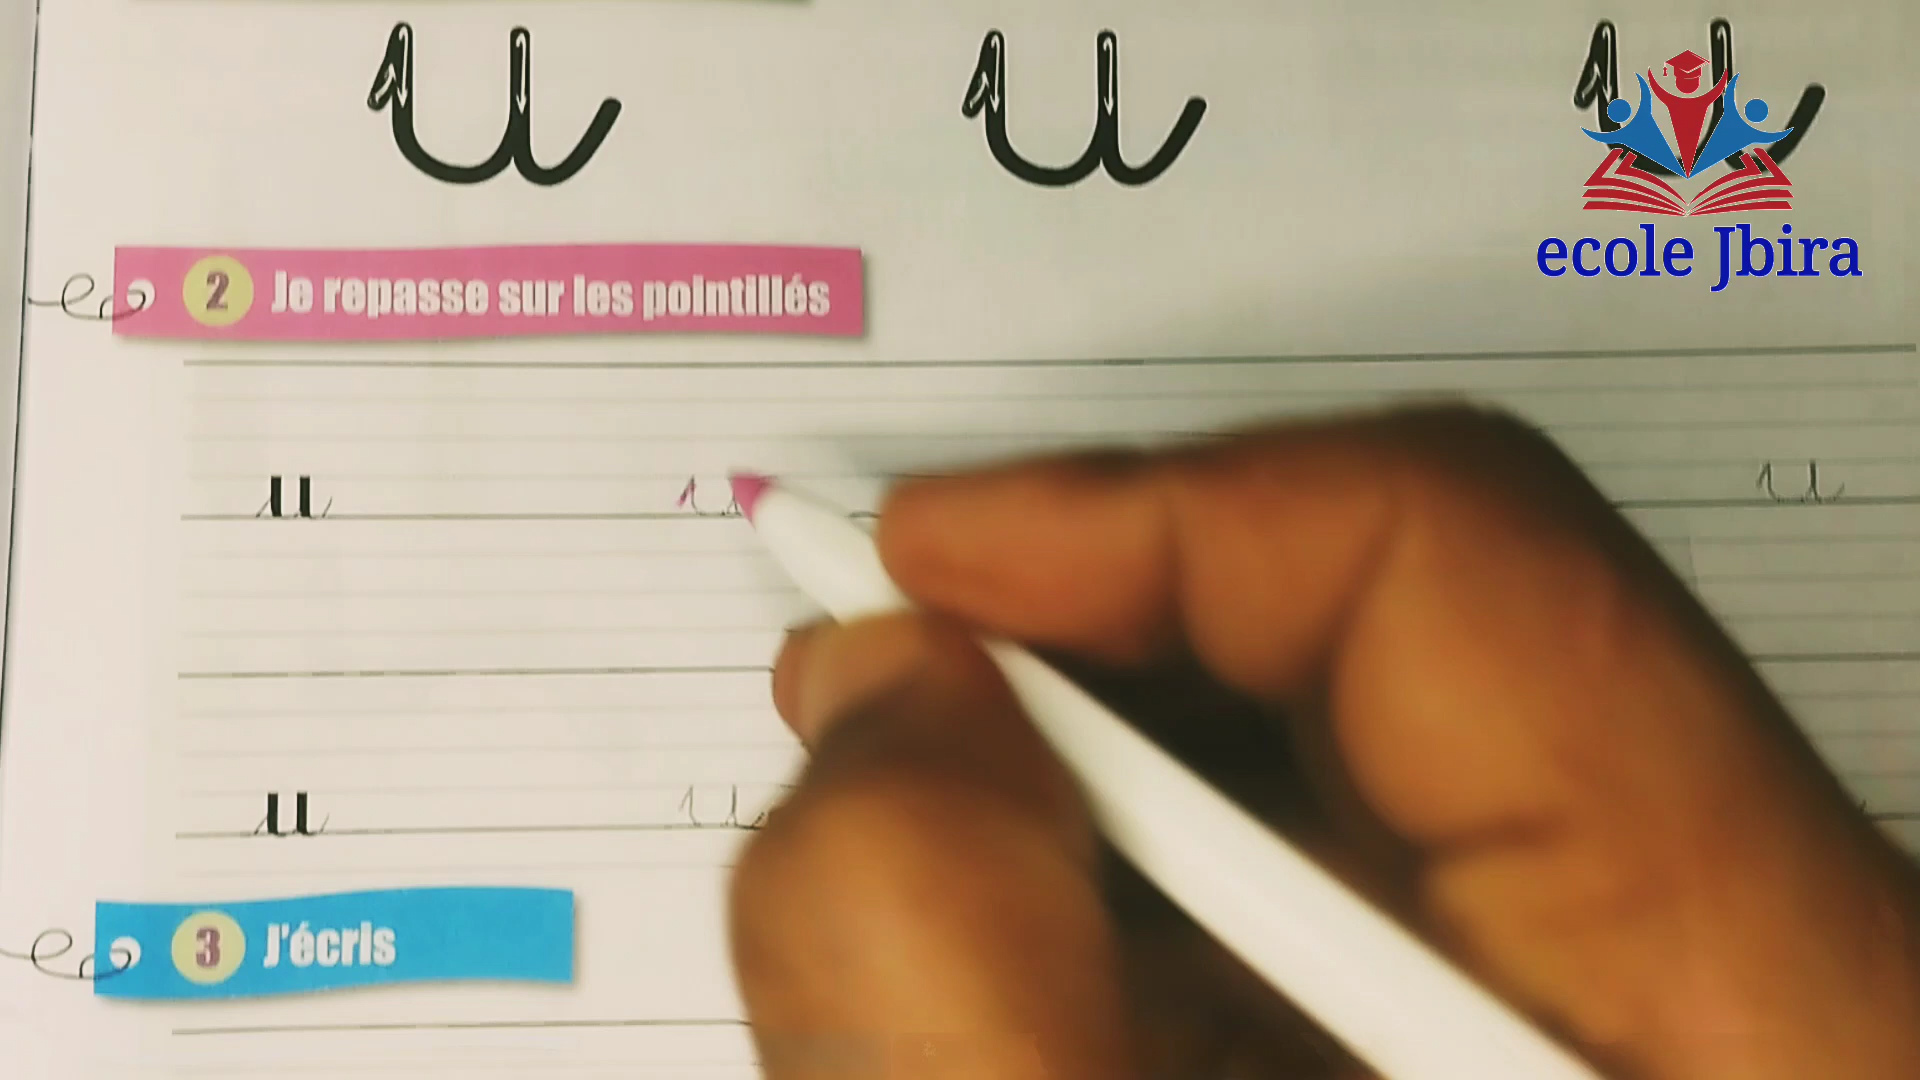 u u u
ecole Jbira
2 Je repasse sur les pointillés
u u u
u u
3 J'écris